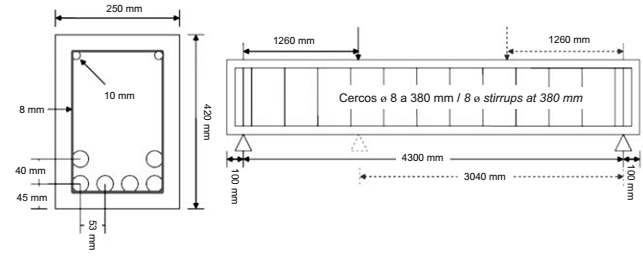 250 mm
1260 mm
1260 mm
10 mm
8 mm
420 mm
Cercos ø 8 a 380 mm / 8 ø stirrups at 380 mm
40 mm
45 mm
53 mm
4300 mm
3040 mm
100 mm
100 mm